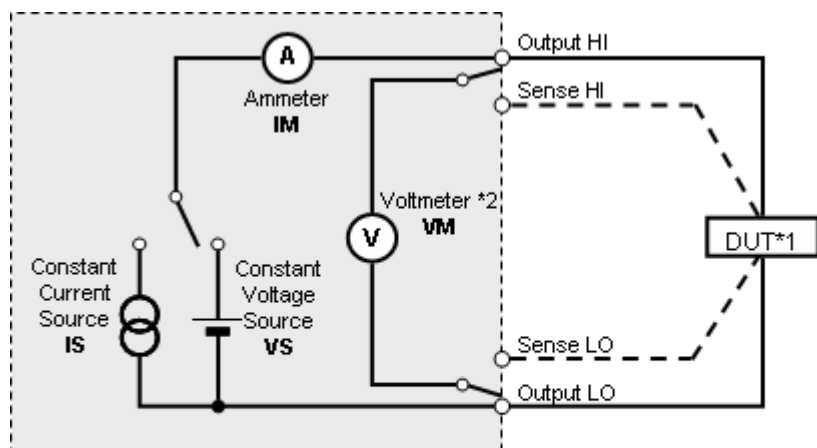 Output HI
A
Ammeter
IM
Sense HI
Voltmeter *2
VM
V
DUT*1
Constant
Current
Source
IS
Constant
Voltage
Source
VS
Sense LO
Output LO